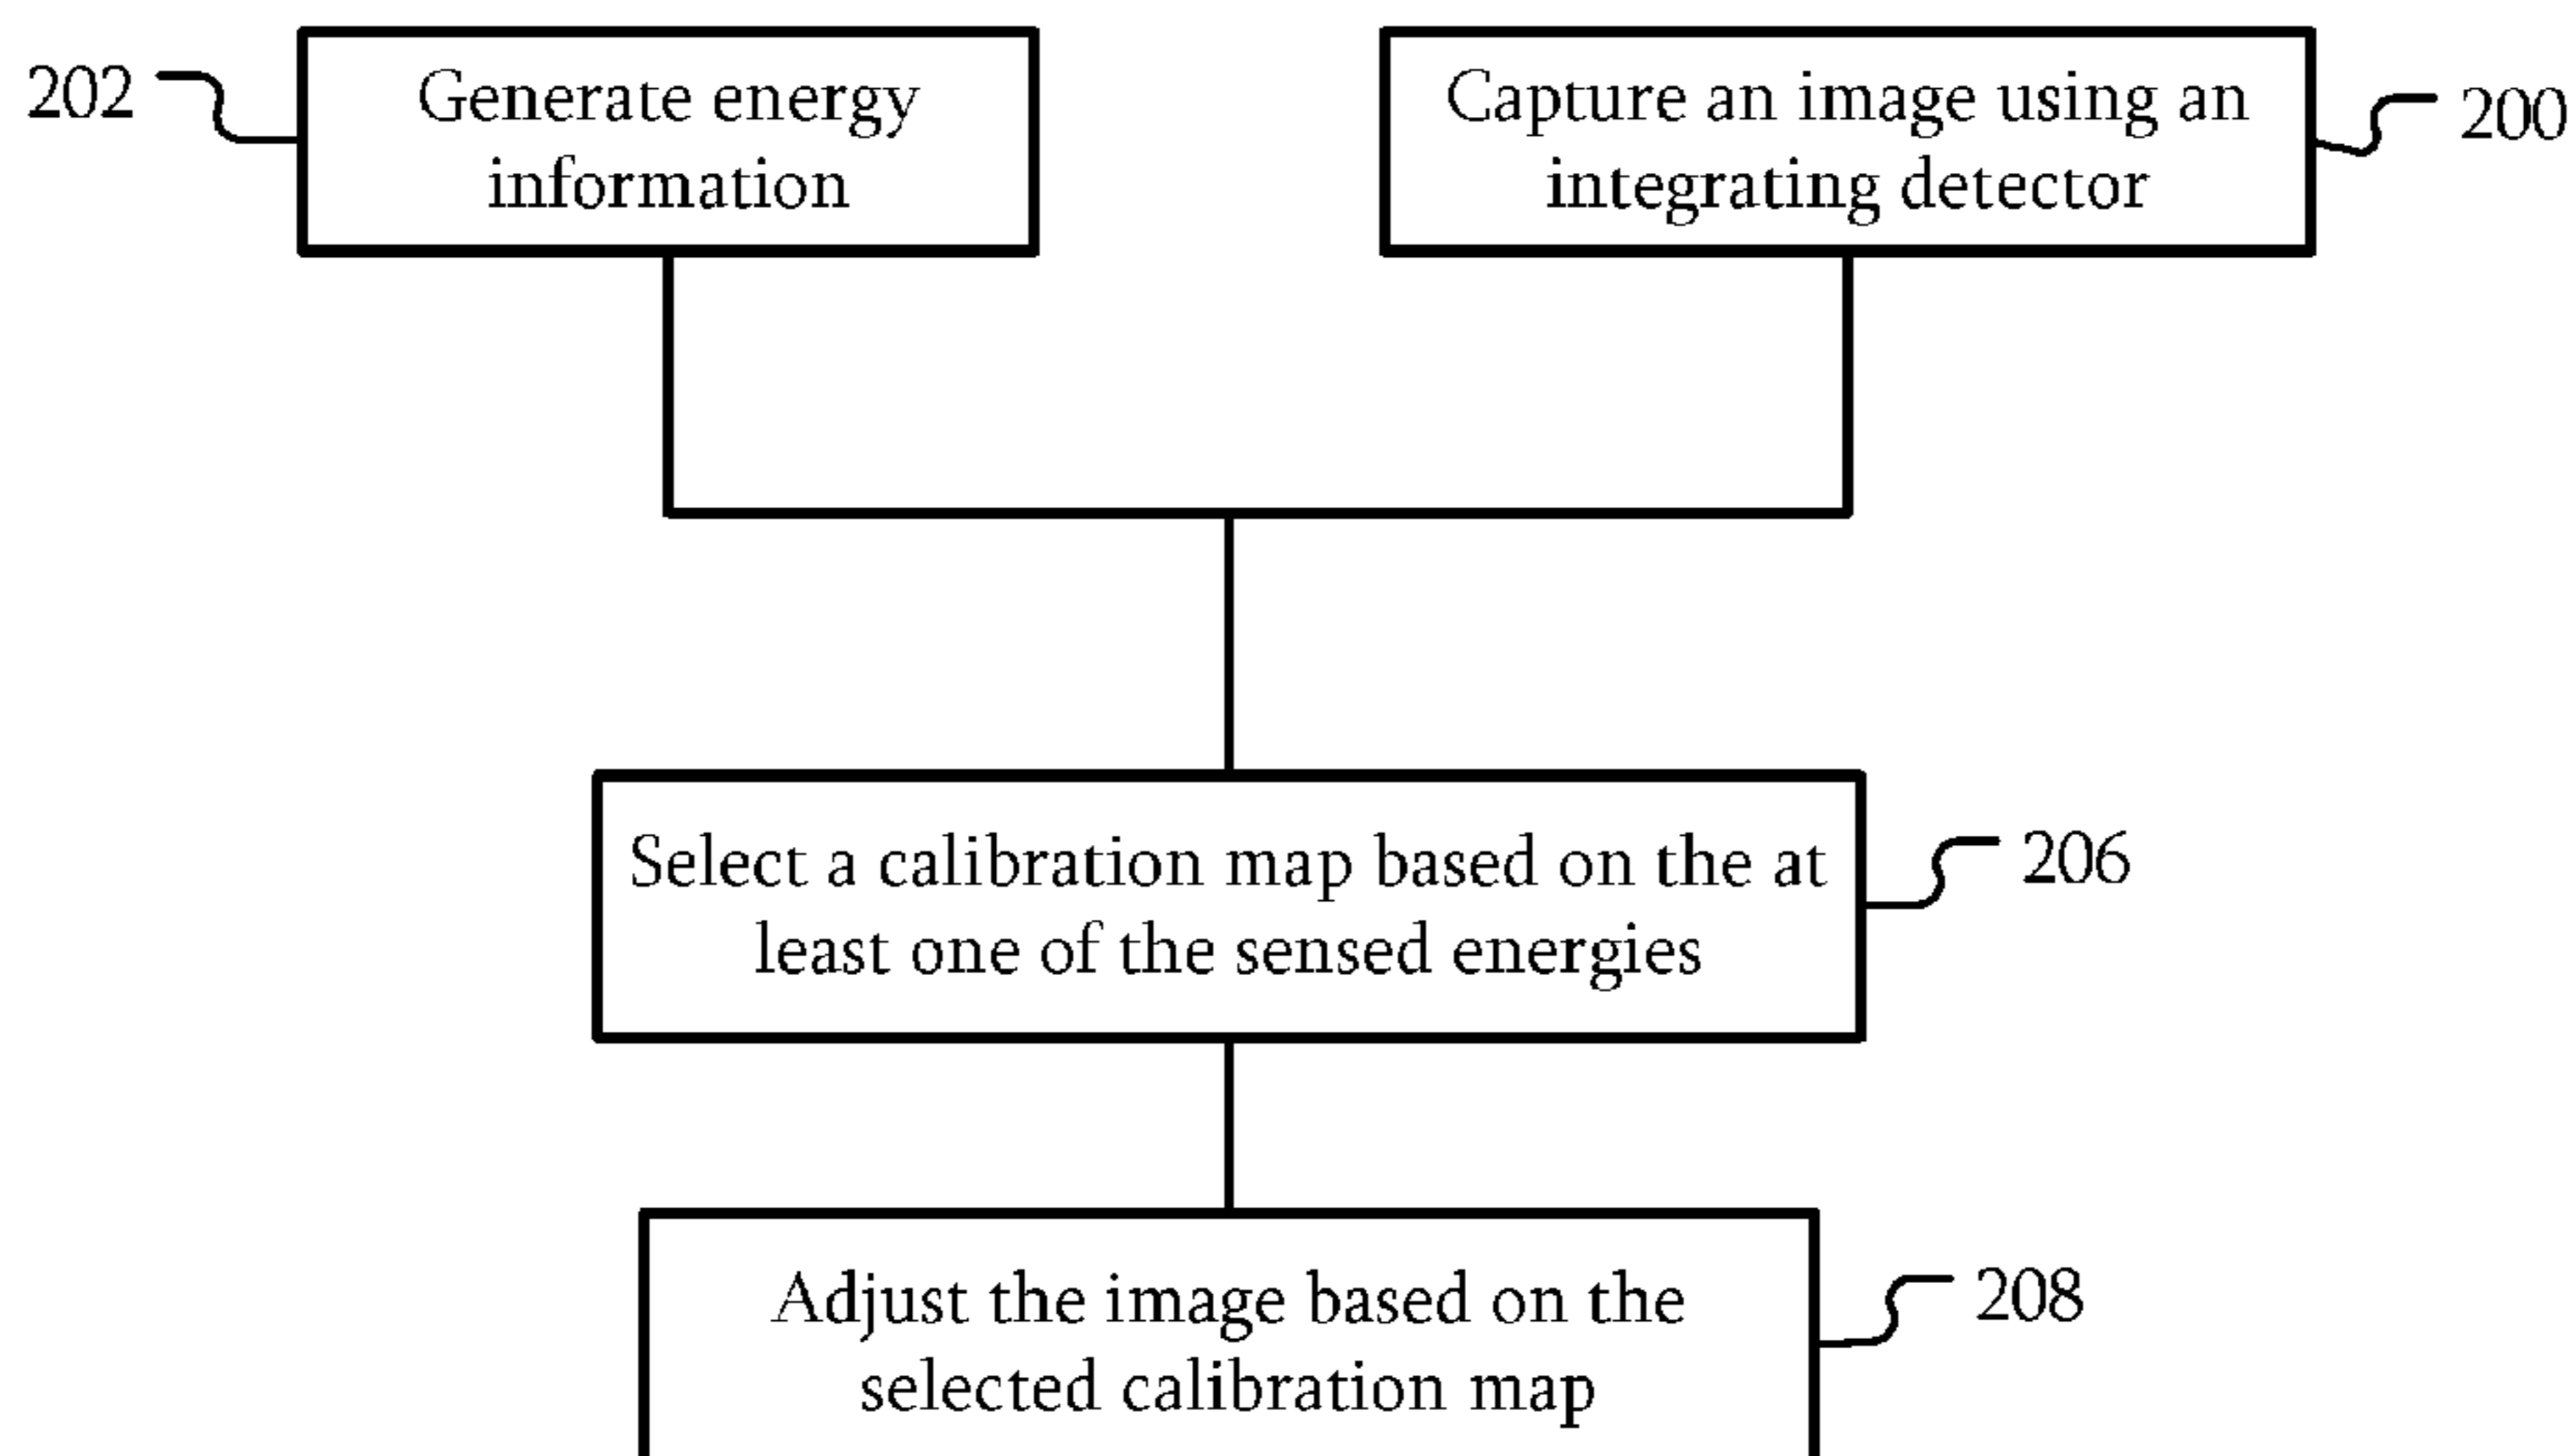 202
Generate energy
information
Capture an image using an
integrating detector
200
Select a calibration map based on the at
least one of the sensed energies
206
Adjust the image based on the
selected calibration map
208